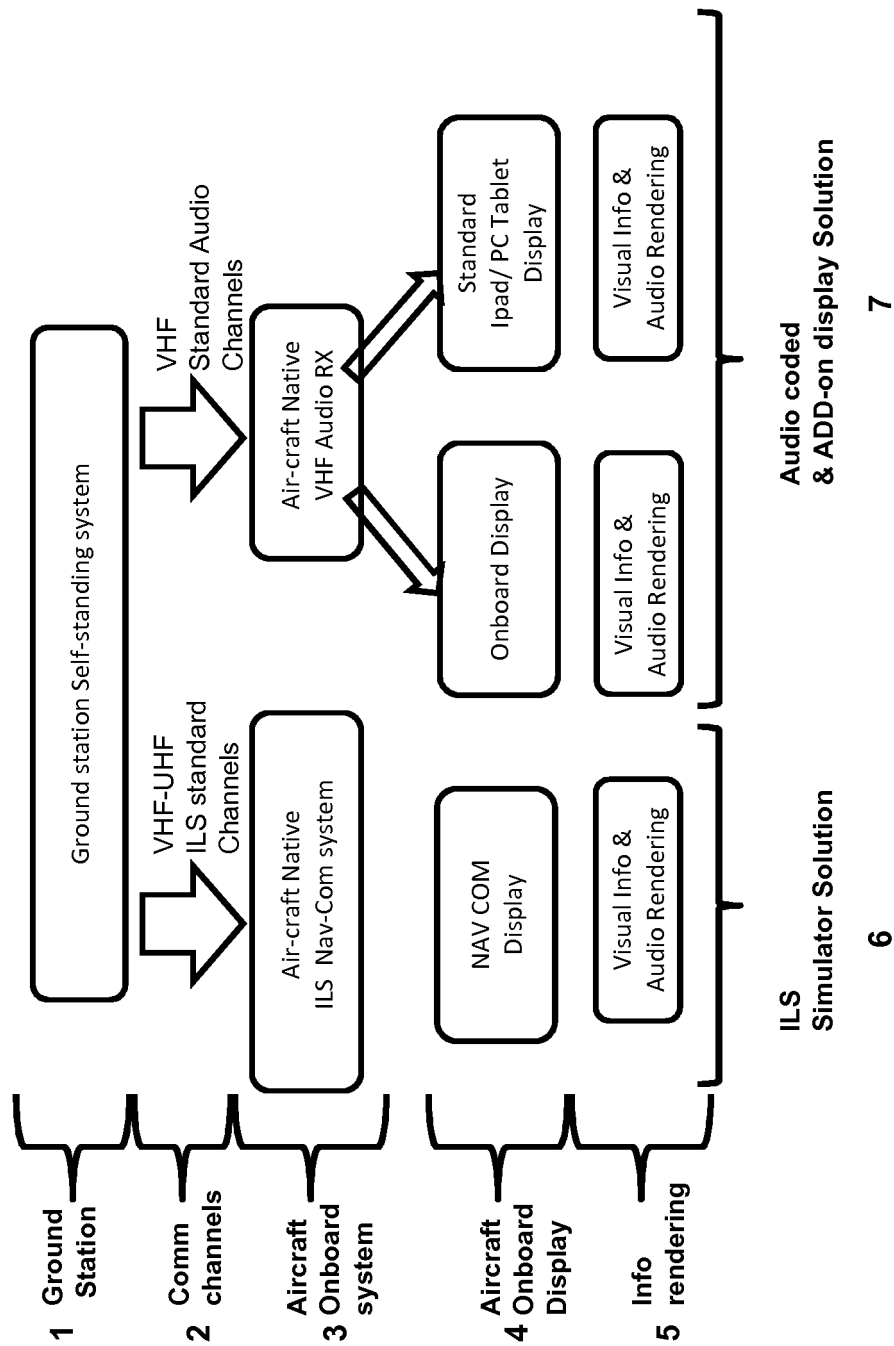 1
Ground
Station
Ground station Self-standing system
2
Comm
channels
VHF-UHF
ILS standard
Channels
VHF
Standard Audio
Channels
3
Aircraft
Onboard
system
Air-craft Native
ILS Nav-Com system
Air-craft Native
VHF Audio RX
4
Aircraft
Onboard
Display
NAV COM
Display
Onboard Display
Standard
Ipad/ PC Tablet
Display
5
Info
rendering
Visual Info &
Audio Rendering
Visual Info &
Audio Rendering
Visual Info &
Audio Rendering
ILS
Simulator Solution
6
Audio coded
& ADD-on display Solution
7